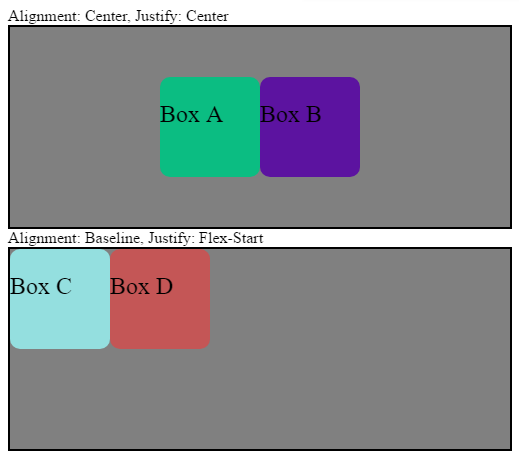 Alignment: Center, Justify: Center
Box A Box B
Alignment: Baseline, Justify: Flex-Start
Box C Box D